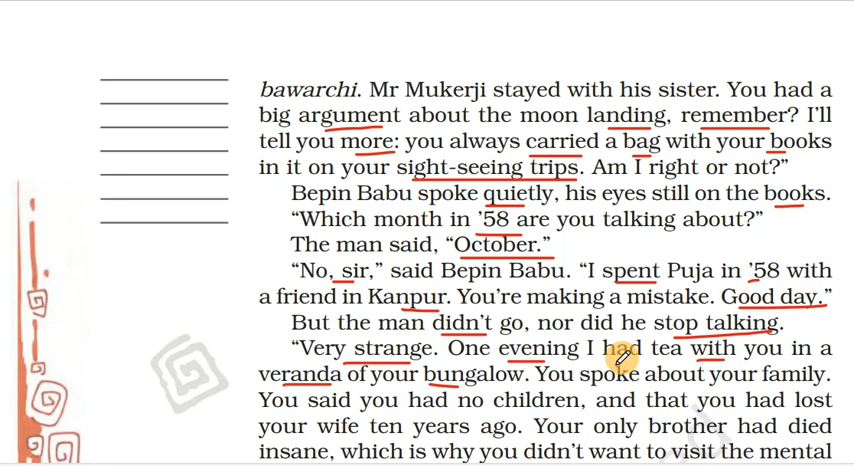 bawarchi. Mr Mukerji stayed with his sister. You had a
big argument about the moon landing, remember? I'll
tell you more: you always carried a bag with your books
in it on your sight-seeing trips. Am I right or not?”
Bepin Babu spoke quietly, his eyes still on the books.
“Which month in ’58 are you talking about?”
The man said, “October.”
“No, sir,” said Bepin Babu. “I spent Puja in ’58 with
a friend in Kanpur. You're making a mistake. Good day.”
But the man didn't go, nor did he stop talking.
“Very strange. One evening I had tea with you in a
veranda of your bungalow. You spoke about your family.
You said you had no children, and that you had lost
your wife ten years ago. Your only brother had died
insane, which is why you didn't want to visit the mental